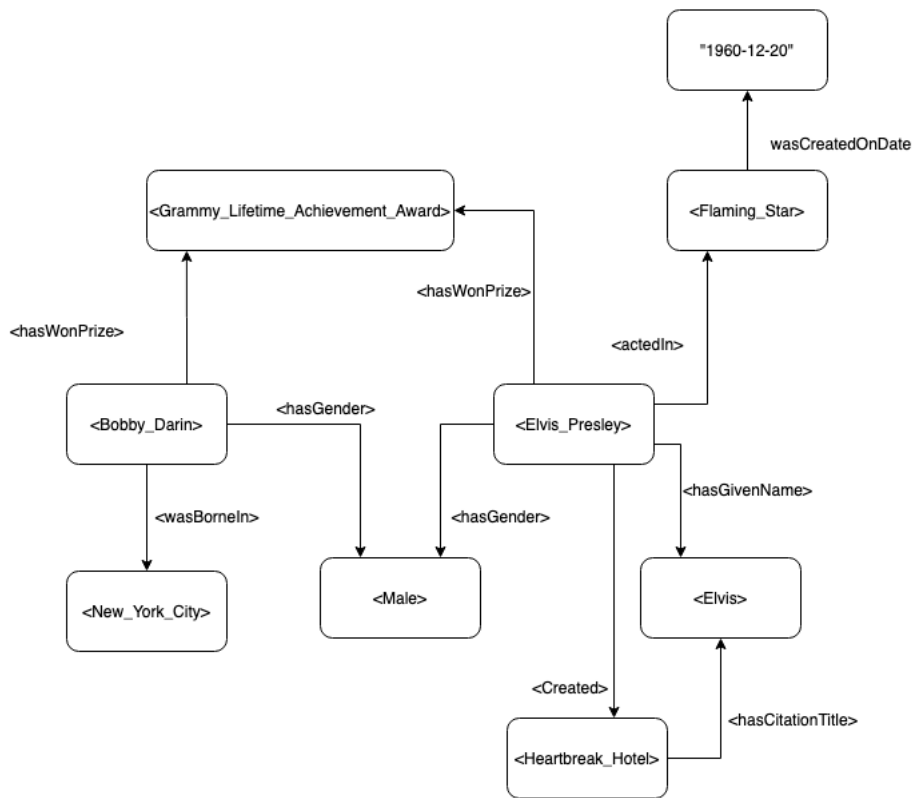 "1960-12-20"
wasCreatedOnDate
<Grammy_Lifetime_Achievement_Award>
<Flaming_Star>
<hasWonPrize>
<hasWonPrize>
<actedIn>
<hasGender>
<Bobby_Darin>
<Elvis_Presley>
<hasGivenName>
<wasBorneIn>
<hasGender>
<New_York_City>
<Male>
<Elvis>
<Created>
<hasCitationTitle>
<Heartbreak_Hotel>